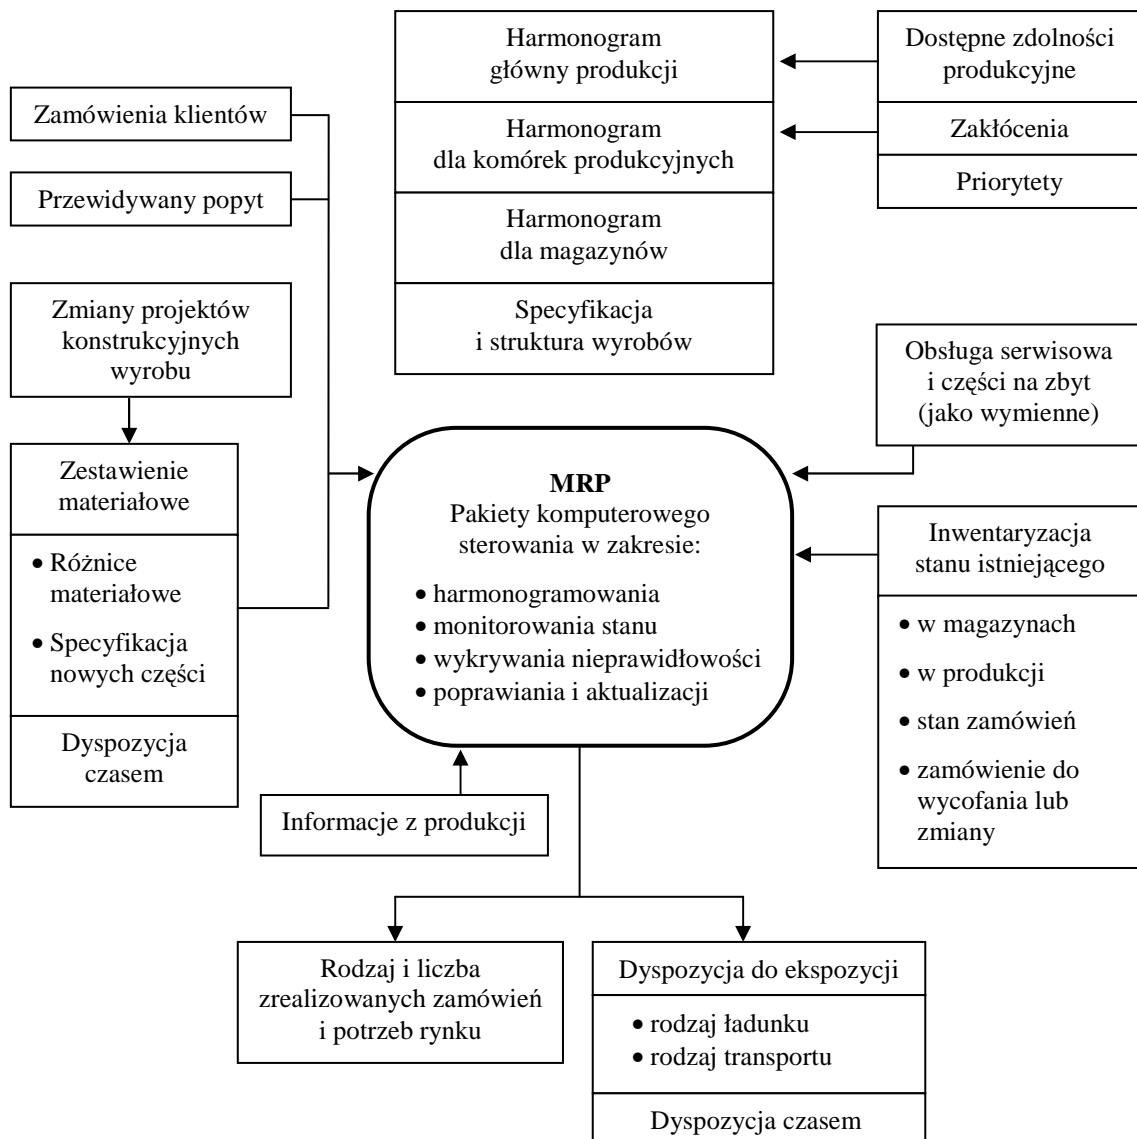 Harmonogram
główny produkcji
Harmonogram
dla komórek produkcyjnych
Harmonogram
dla magazynów
Specyfikacja
i struktura wyrobów
Dostępne zdolności
produkcyjne
Zakłócenia
Priorytety
Zamówienia klientów
Przewidywany popyt
Zmiany projektów
konstrukcyjnych
wyrobu
Zestawienie
materiałowe
• Różnice
materiałowe
• Specyfikacja
nowych części
Dyspozycja
czasem
Obsługa serwisowa
i części na zbyt
(jako wymienne)
MRP
Pakiety komputerowego
sterowania w zakresie:
• harmonogramowania
• monitorowania stanu
• wykrywania nieprawidłowości
• poprawiania i aktualizacji
Inwentaryzacja
stanu istniejącego
• w magazynach
• w produkcji
• stan zamówień
• zamówienie do
wycofania lub
zmiany
Informacje z produkcji
Rodzaj i liczba
zrealizowanych zamówień
i potrzeb rynku
Dyspozycja do ekspozycji
• rodzaj ładunku
• rodzaj transportu
Dyspozycja czasem